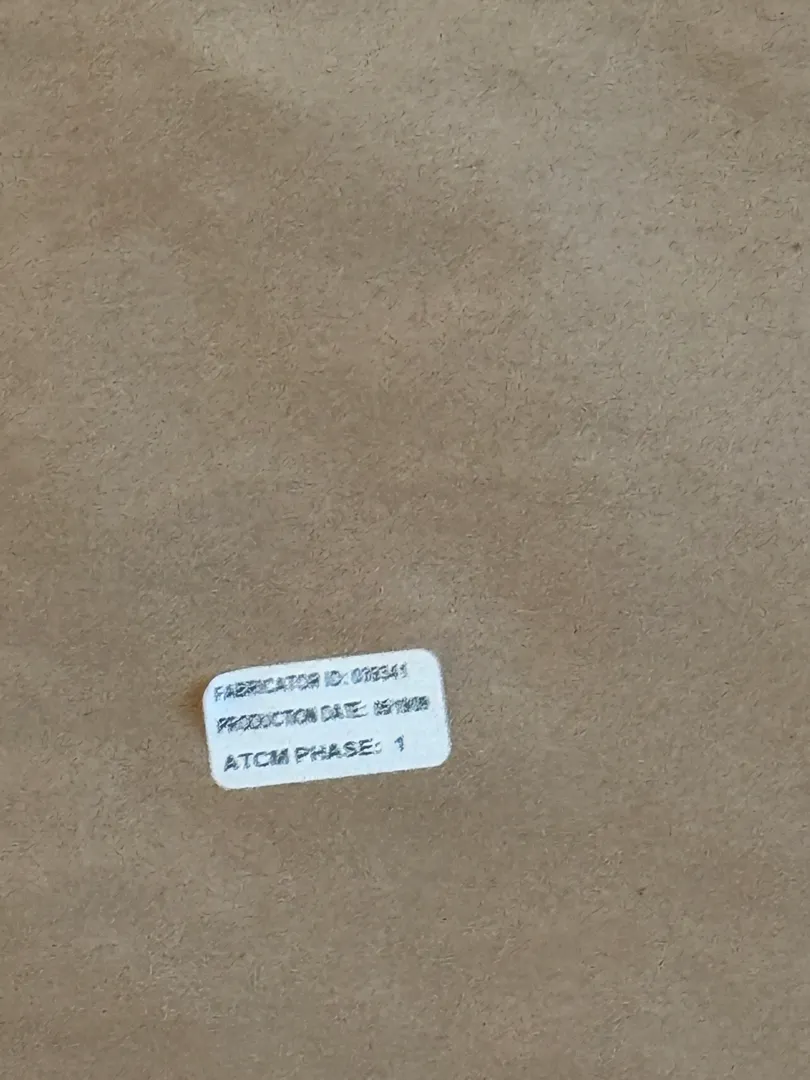 FABRICATOR ID:
PRODUCTION DATE:
ATCM PHASE: 1